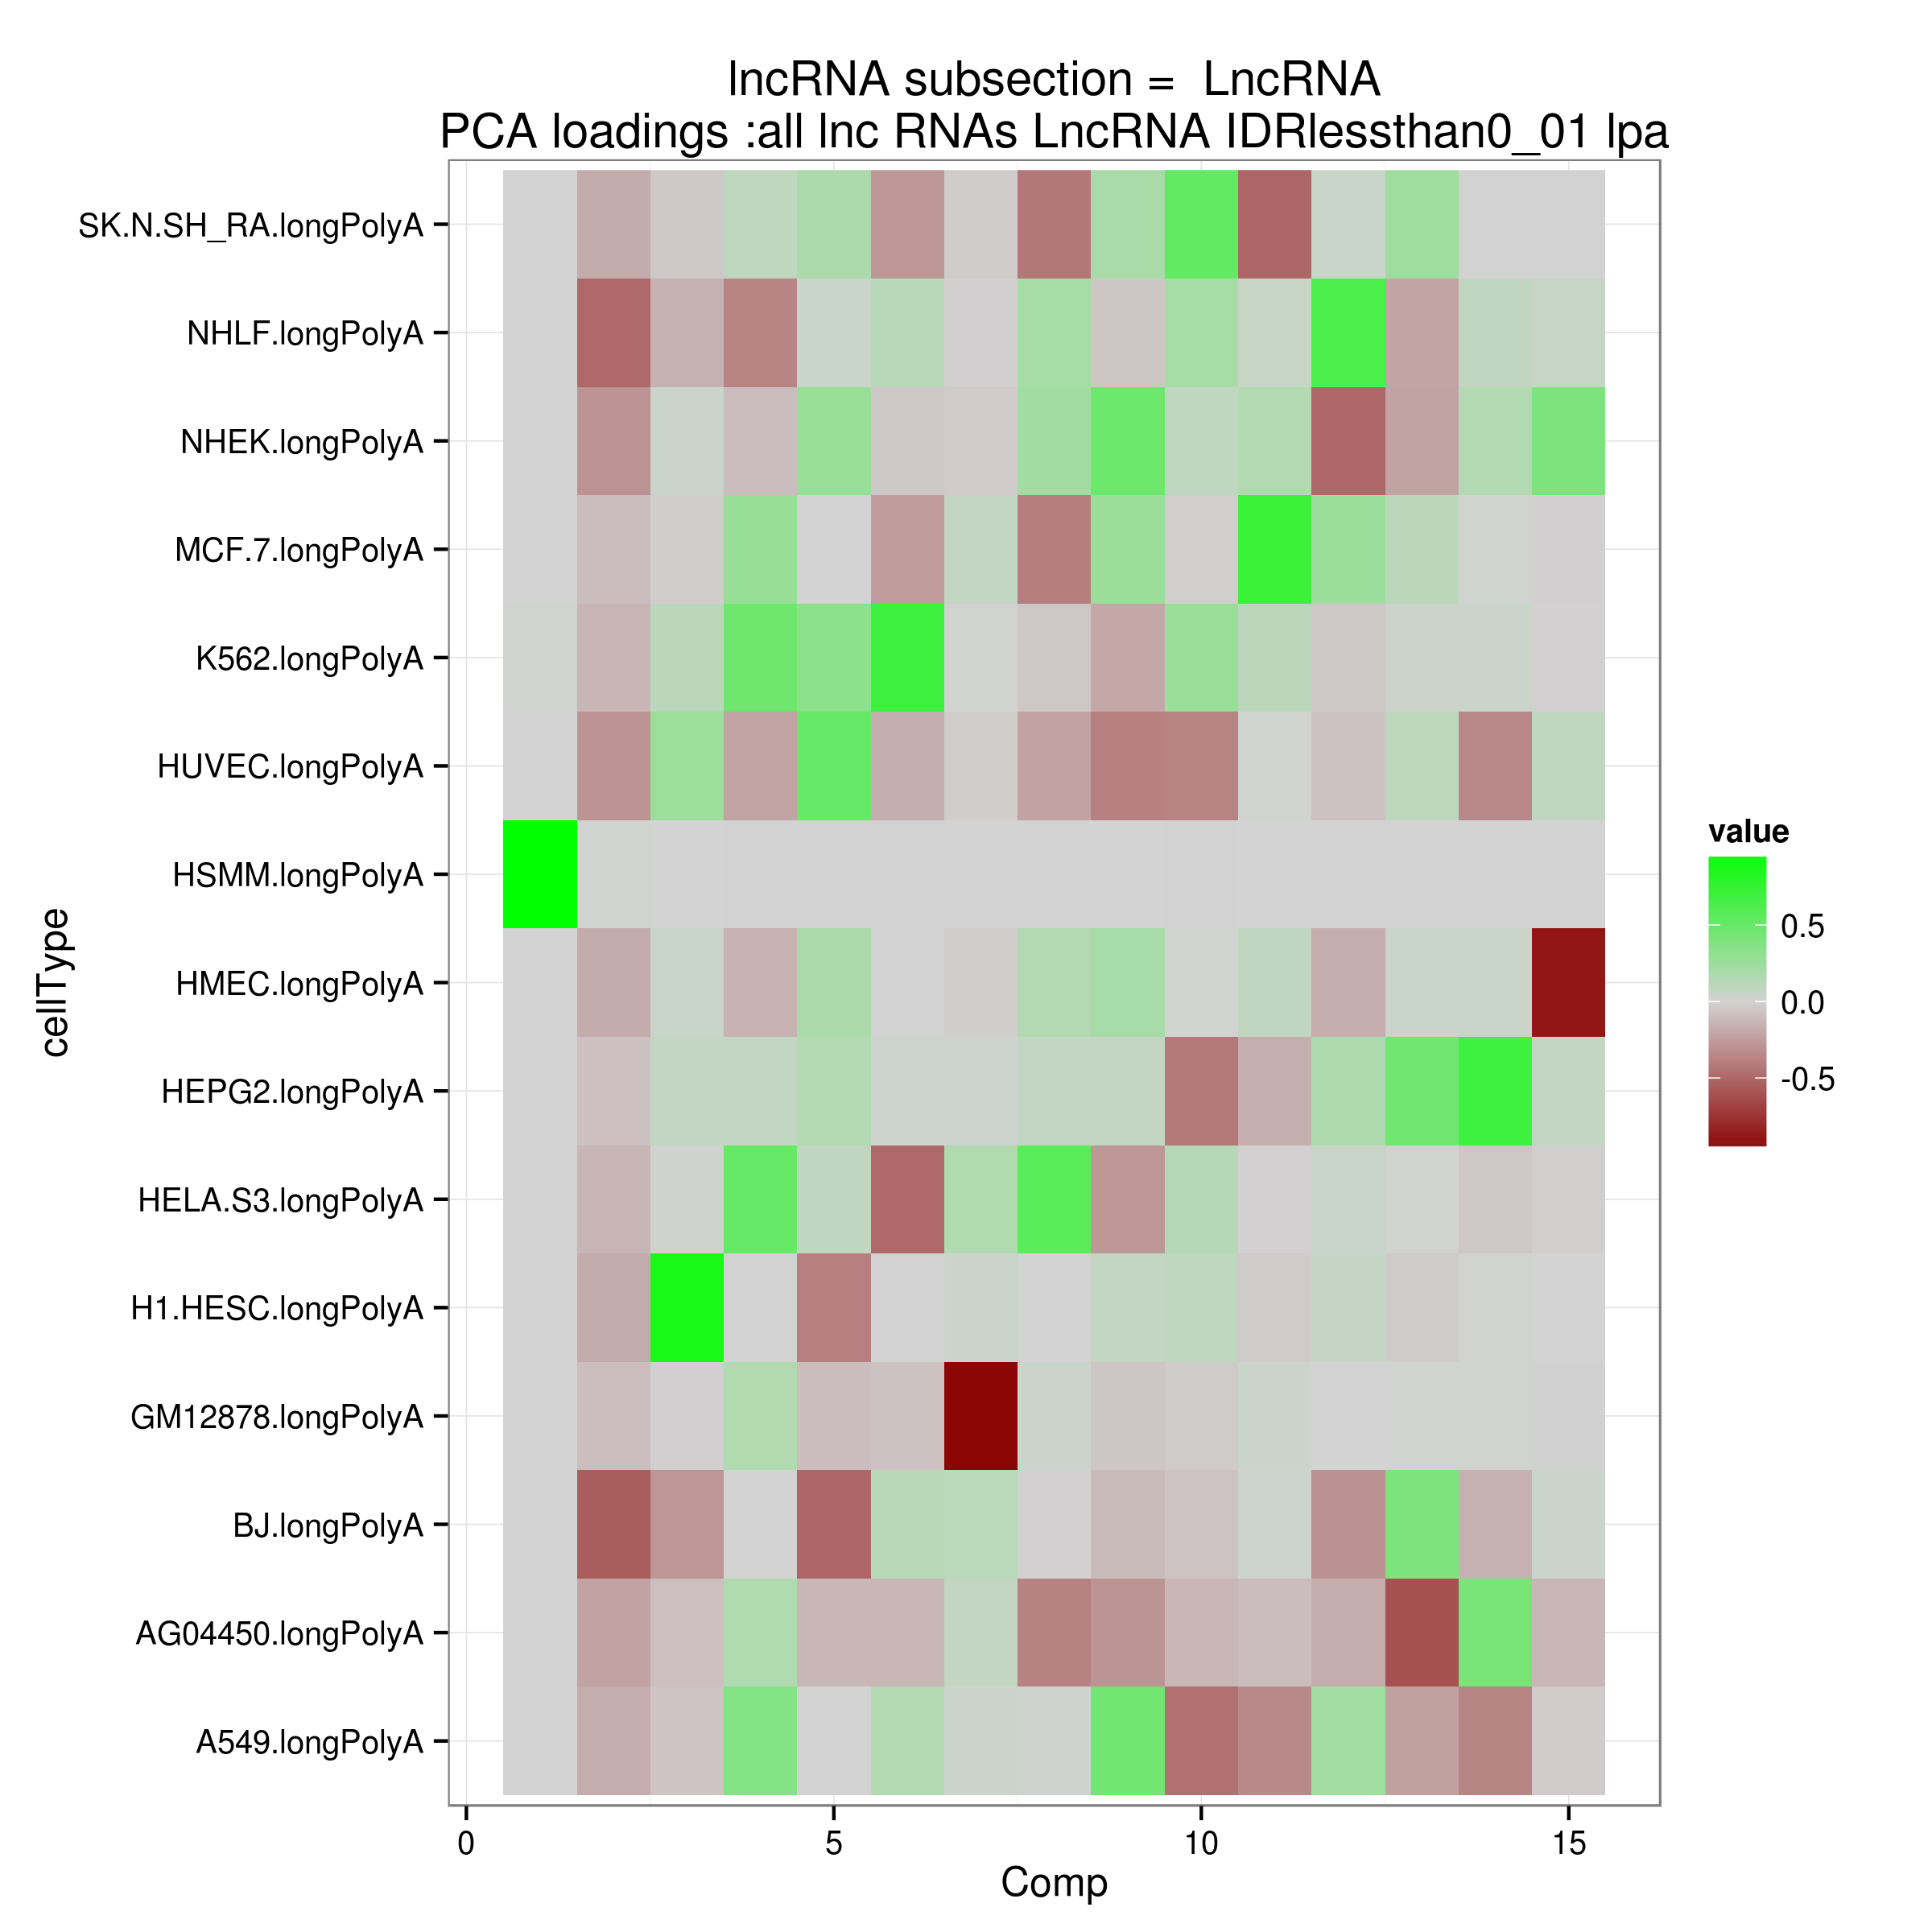 lncRNA subsection =  LncRNA
PCA loadings :all lnc RNAs LncRNA IDRlessthan0_01 lpa
SK.N.SH_RA.longPolyA
NHLF.longPolyA
NHEK.longPolyA
MCF.7.longPolyA
K562.longPolyA
HUVEC.longPolyA
HSMM.longPolyA
HMEC.longPolyA
HEPG2.longPolyA
HELA.S3.longPolyA
H1.HESC.longPolyA
GM12878.longPolyA
BJ.longPolyA
AG04450.longPolyA
A549.longPolyA
cellType
0 5 10 15
Comp
value
0.5
0.0
-0.5